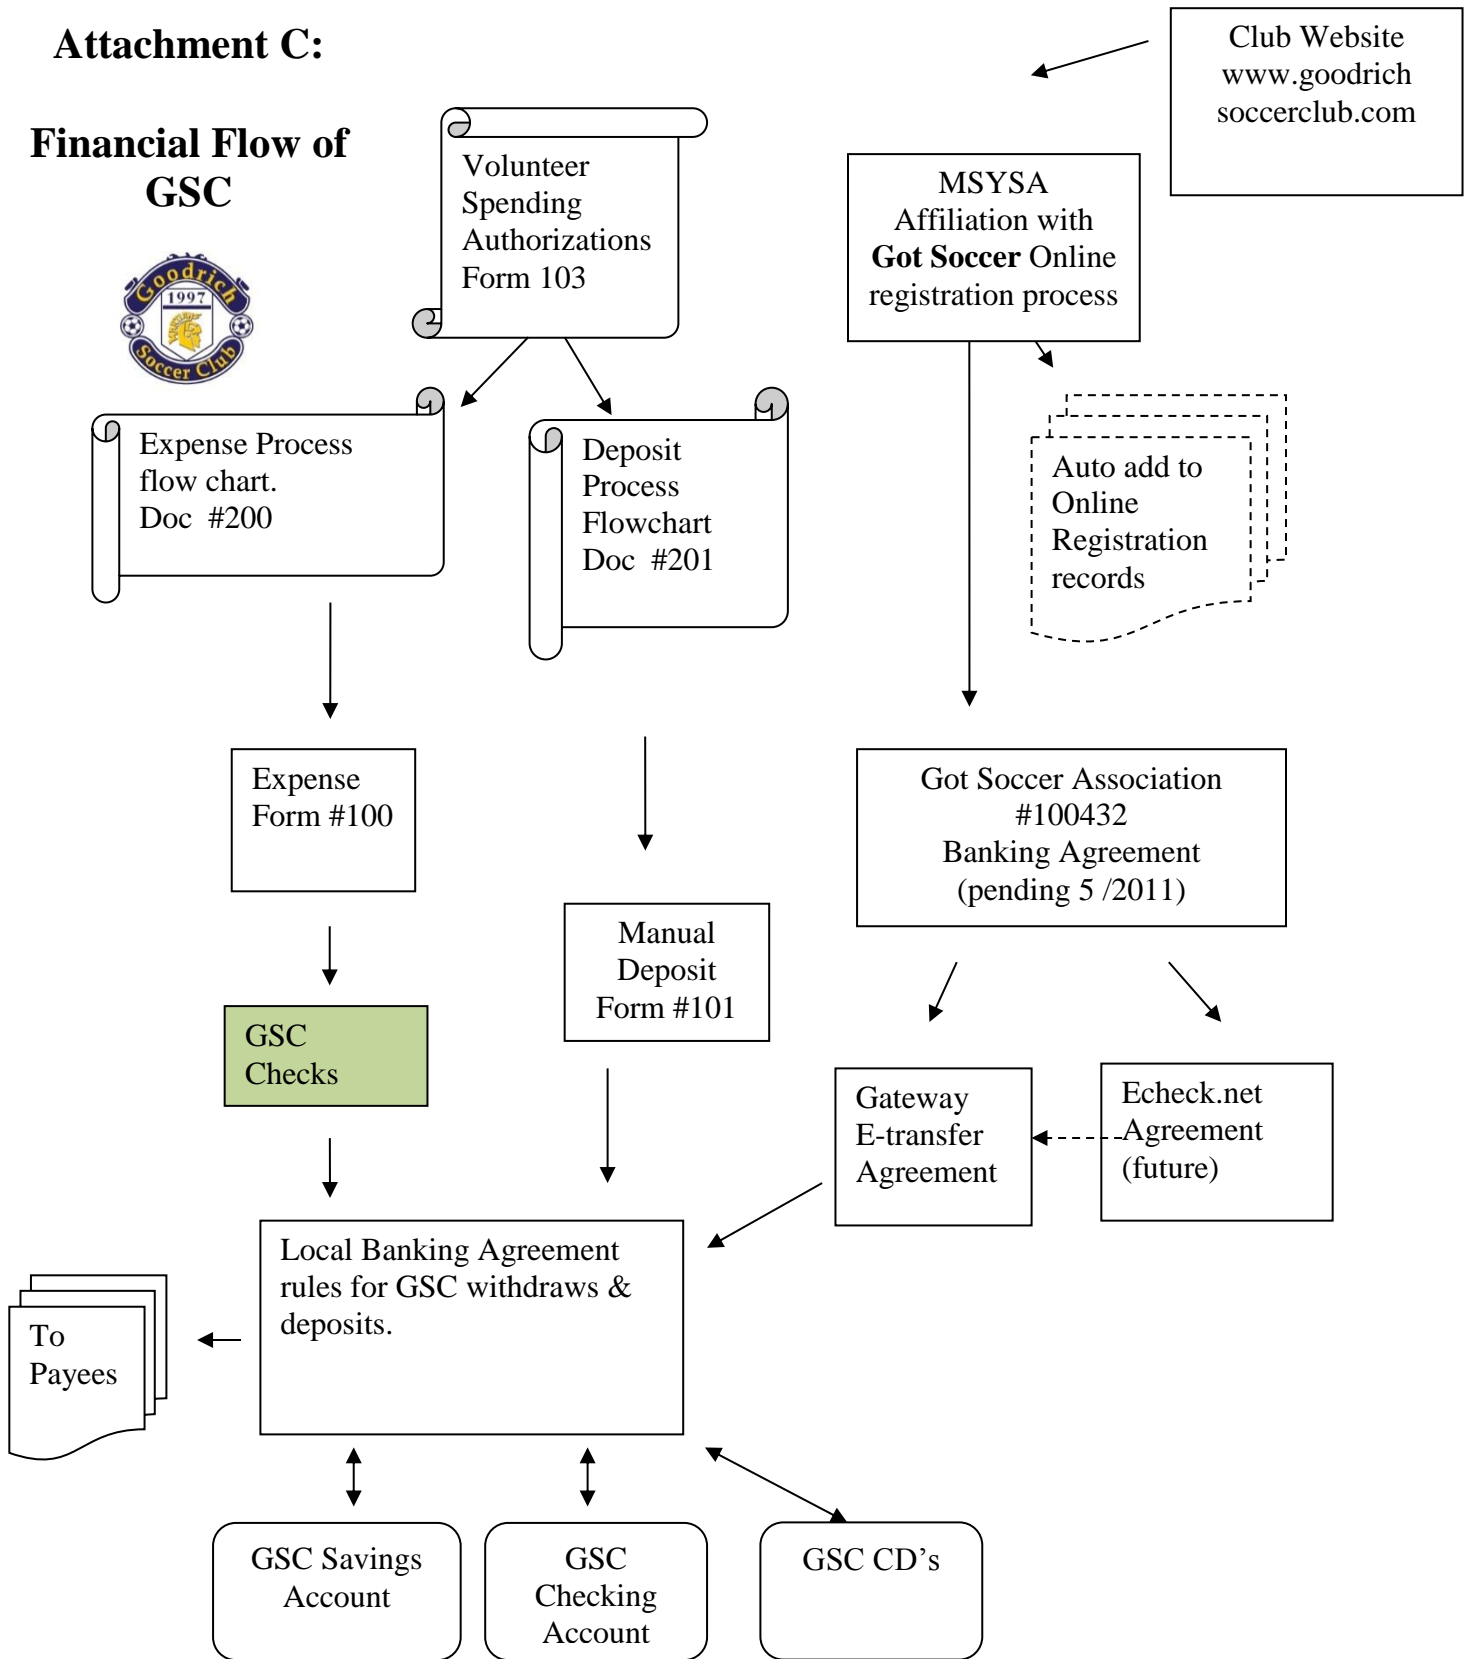 Attachment C:
Financial Flow of
GSC
Goodrich
1997
Soccer Club
Club Website
www.goodrich
soccerclub.com
Volunteer
Spending
Authorizations
Form 103
MSYSA
Affiliation with
Got Soccer Online
registration process
Expense Process
flow chart.
Doc  #200
Deposit
Process
Flowchart
Doc  #201
Auto add to
Online
Registration
records
Expense
Form #100
Got Soccer Association
#100432
Banking Agreement
(pending 5 /2011)
Manual
Deposit
Form #101
GSC
Checks
Gateway
E-transfer
Agreement
Echeck.net
Agreement
(future)
Local Banking Agreement
rules for GSC withdraws &
deposits.
To
Payees
GSC Savings
Account
GSC
Checking
Account
GSC CD’s